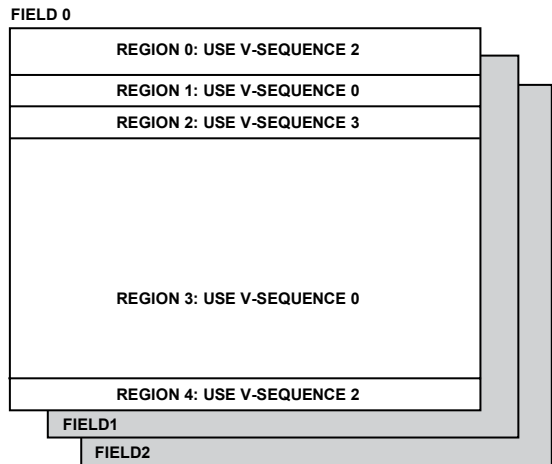 FIELD 0
REGION 0: USE V-SEQUENCE 2
REGION 1: USE V-SEQUENCE 0
REGION 2: USE V-SEQUENCE 3
REGION 3: USE V-SEQUENCE 0
REGION 4: USE V-SEQUENCE 2
FIELD1
FIELD2